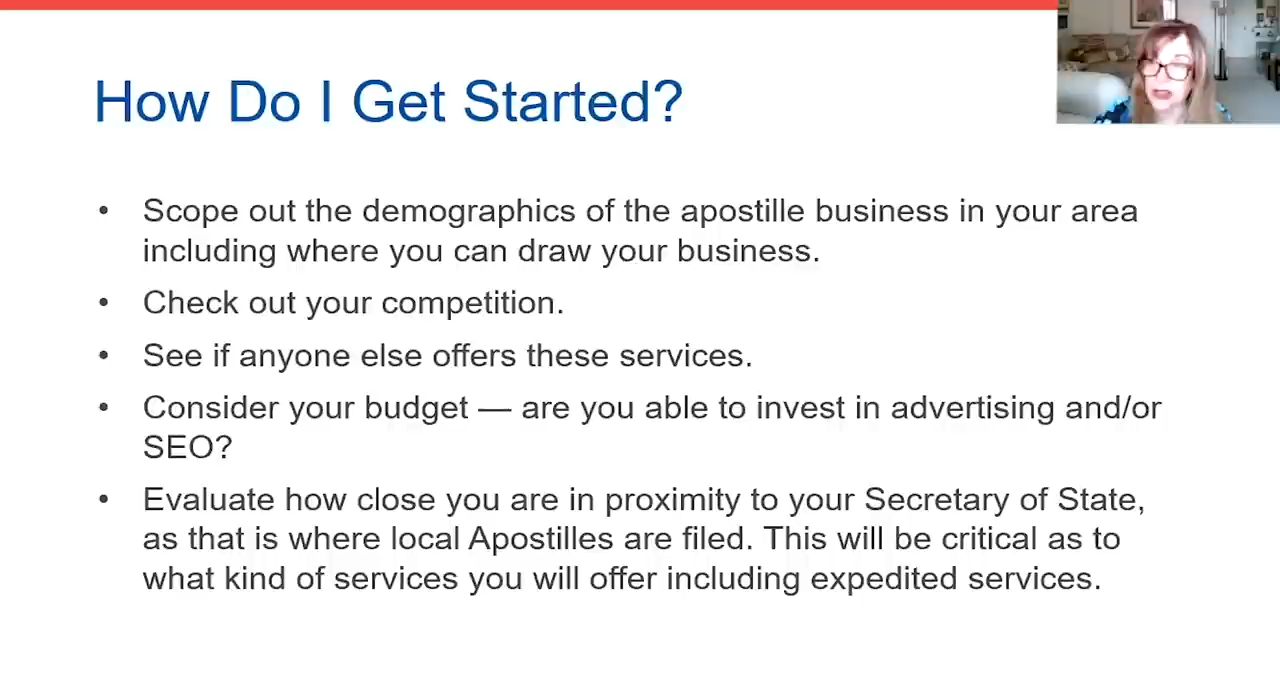 How Do I Get Started?
• Scope out the demographics of the apostille business in your area
including where you can draw your business.
• Check out your competition.
• See if anyone else offers these services.
• Consider your budget — are you able to invest in advertising and/or
SEO?
• Evaluate how close you are in proximity to your Secretary of State,
as that is where local Apostilles are filed. This will be critical as to
what kind of services you will offer including expedited services.